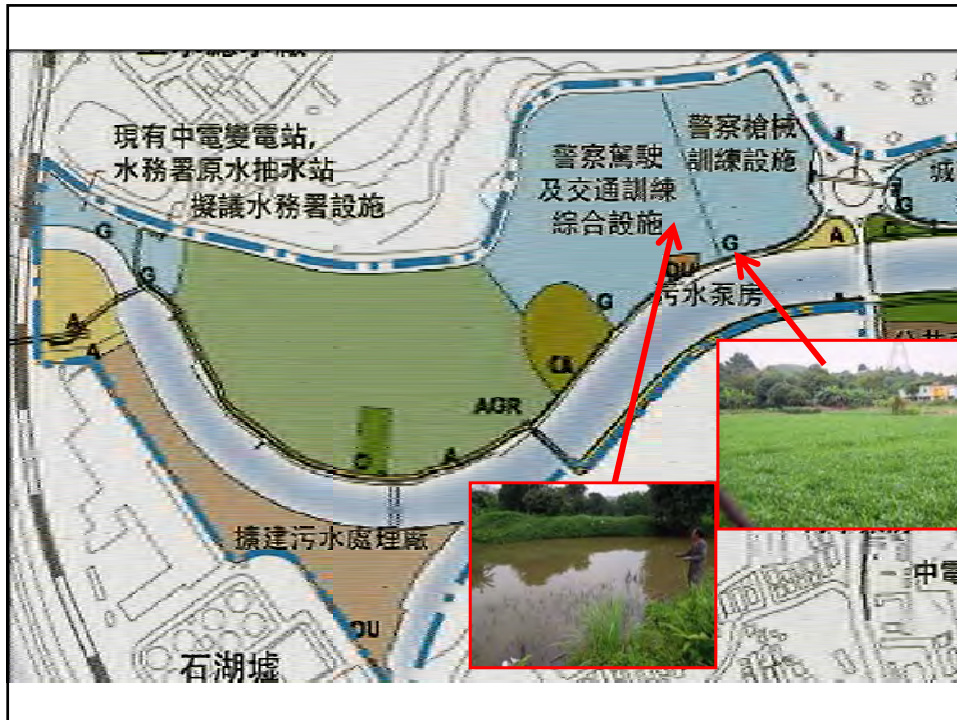 現有中電變電站,
水務署原水抽水站
擬議水務署設施
警察駕駛
及交通訓練
綜合設施
警察槍械
訓練設施
城
G
G
G
G
G
A
C
OU
污水泵房
A
A
CA
AGR
C
A
擴建污水處理廠
OU
石湖墟
中電